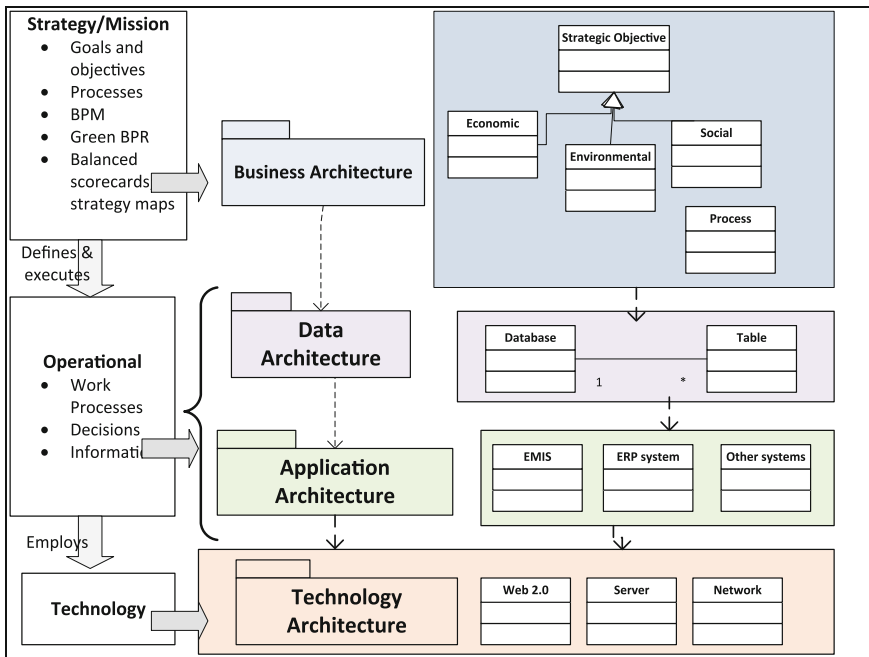 Strategy/Mission
• Goals and
objectives
• Processes
• BPM
• Green BPR
• Balanced
scorecards
strategy maps
Defines &
executes
Operational
• Work
Processes
• Decisions
• Informati
Employs
Technology
Business Architecture
Data
Architecture
Application
Architecture
Technology
Architecture
Strategic Objective
Economic
Environmental
Social
Process
Database
Table
1
*
EMIS
ERP system
Other systems
Web 2.0
Server
Network